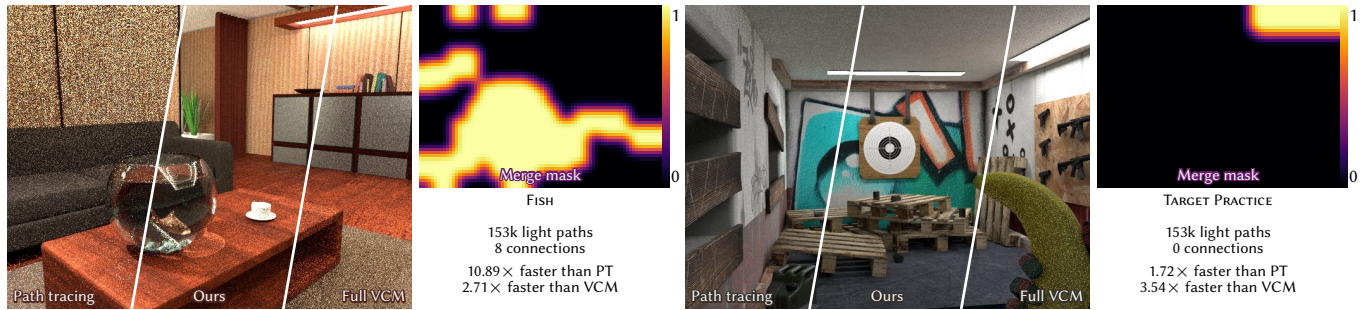 Path tracing
Ours
Full VCM
1
0
Merge mask
Fish
153k light paths
8 connections
10.89× faster than PT
2.71× faster than VCM
Path tracing
Ours
Full VCM
1
0
Merge mask
Target Practice
153k light paths
0 connections
1.72× faster than PT
3.54× faster than VCM